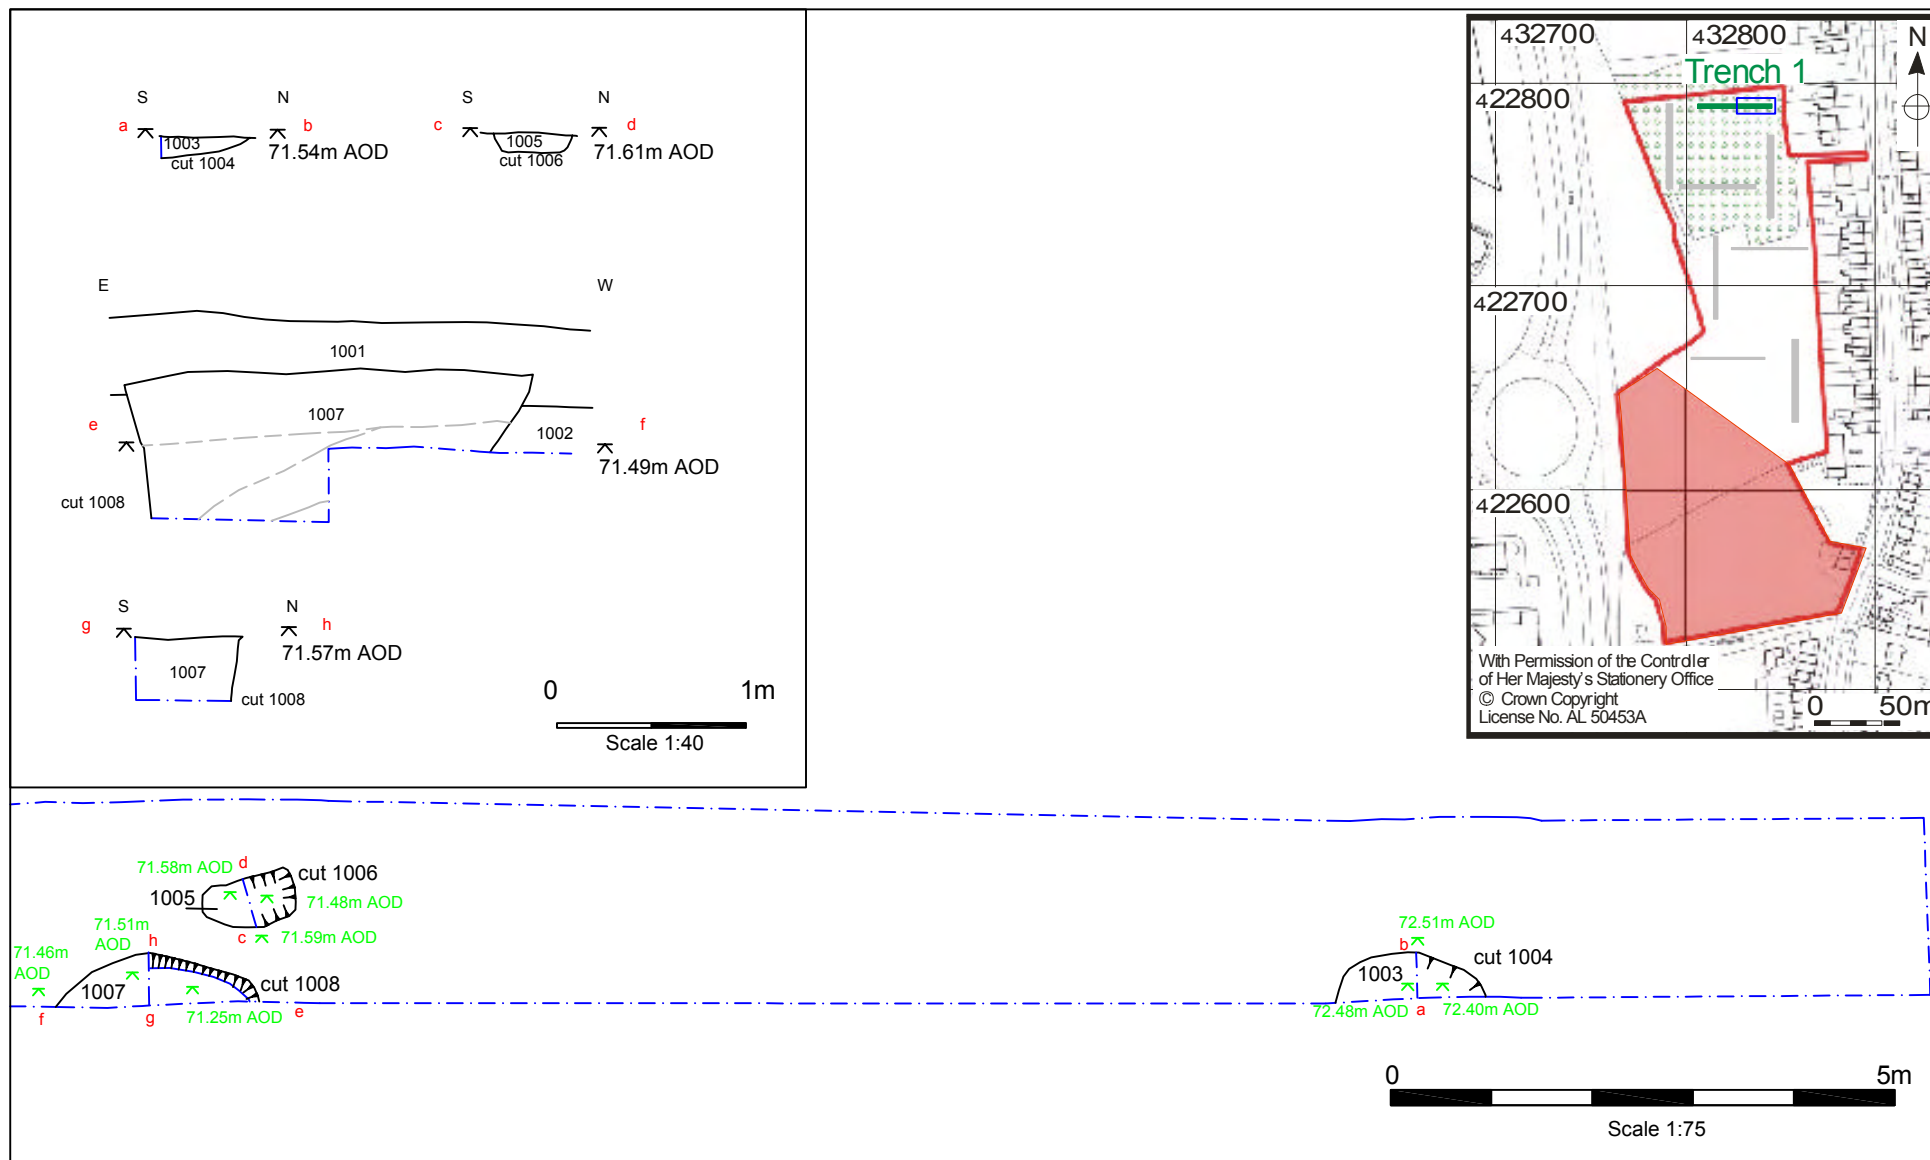 S N
a b
1003
cut 1004
71.54m AOD
S N
c d
1005
cut 1006
71.61m AOD
E W
1001
1007
e f
1002
71.49m AOD
cut 1008
S N
g h
71.57m AOD
1007
cut 1008
0 1m
Scale 1:40
432700 432800 N
Trench 1
422800
422700
422600
With Permission of the Controller
of Her Majesty's Stationery Office
© Crown Copyright
License No. AL 50453A
0 50m
71.58m AOD d
cut 1006
1005
71.48m AOD
71.51m
AOD
c 71.59m AOD
h
71.46m
AOD
1007
cut 1008
71.25m AOD
f g e
72.51m AOD
b
cut 1004
1003
72.48m AOD a 72.40m AOD
0 5m
Scale 1:75